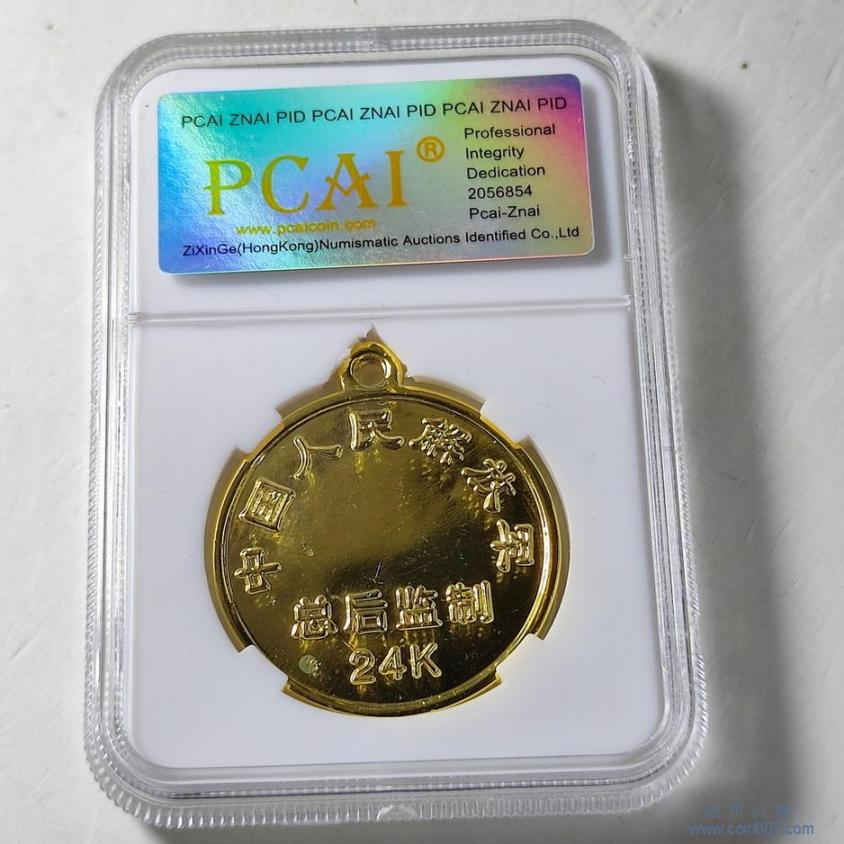 PCAI ZNAI PID PCAI ZNAI PID PCAI ZNAI PID
PCAI®
Professional
Integrity
Dedication
2056854
Pcai-Znai
www.pcaicoin.com
ZiXinGe(HongKong)Numismatic Auctions Identified Co.,Ltd
中国人民解放军
总后监制
24K
www.coin007.com